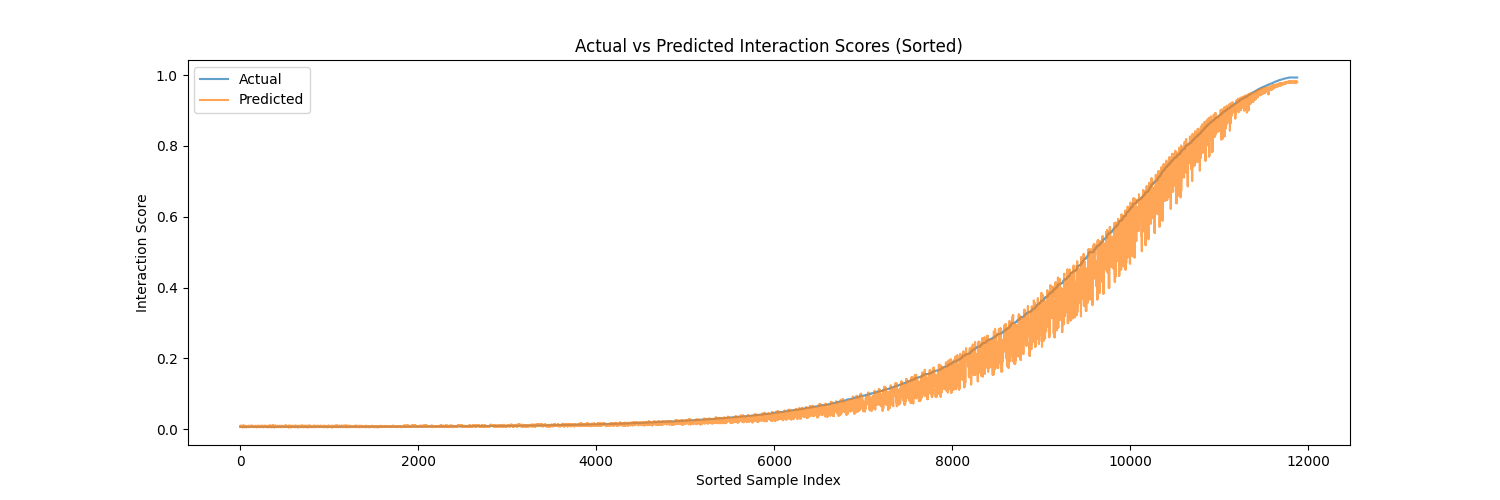 Actual vs Predicted Interaction Scores (Sorted)
Actual
Predicted
Interaction Score
1.0
0.8
0.6
0.4
0.2
0.0
0
2000
4000
6000
8000
10000
12000
Sorted Sample Index